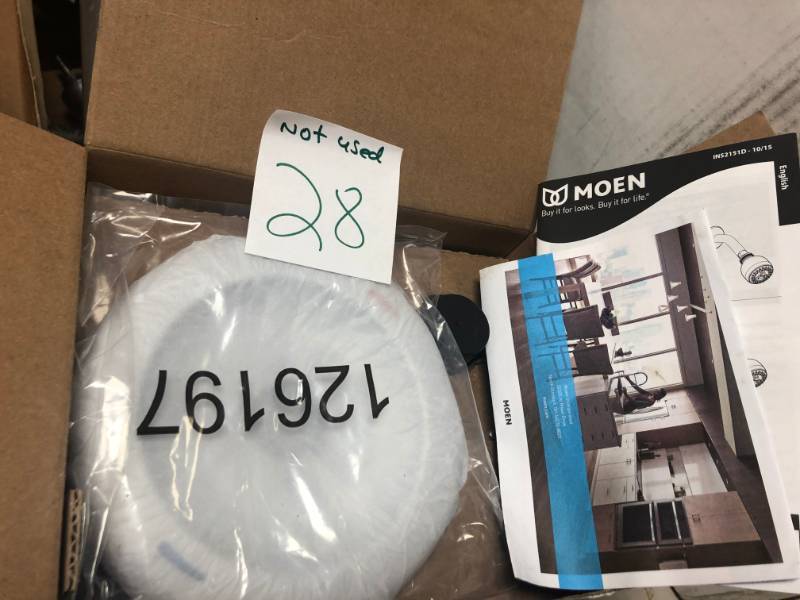 Not used
28
126197
INS2151D - 10/15
English
MOEN
Buy it for looks. Buy it for life.®
MOEN